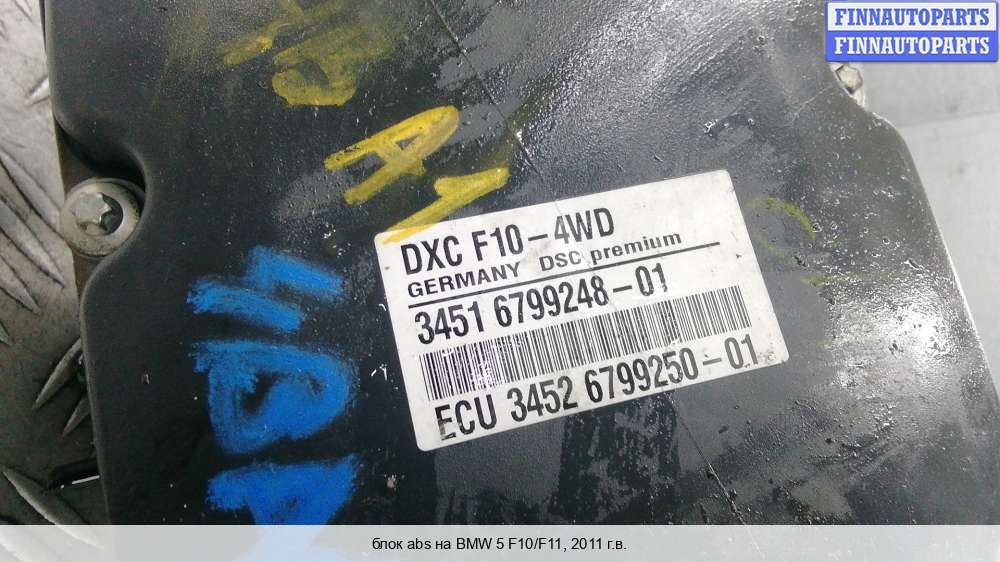 FINNAUTOPARTS
FINNAUTOPARTS
A
DXC F10-4WD
GERMANY DSC premium
3451 6799248-01
ECU 3452 6799250-01
блок abs на BMW 5 F10/F11, 2011 г.в.